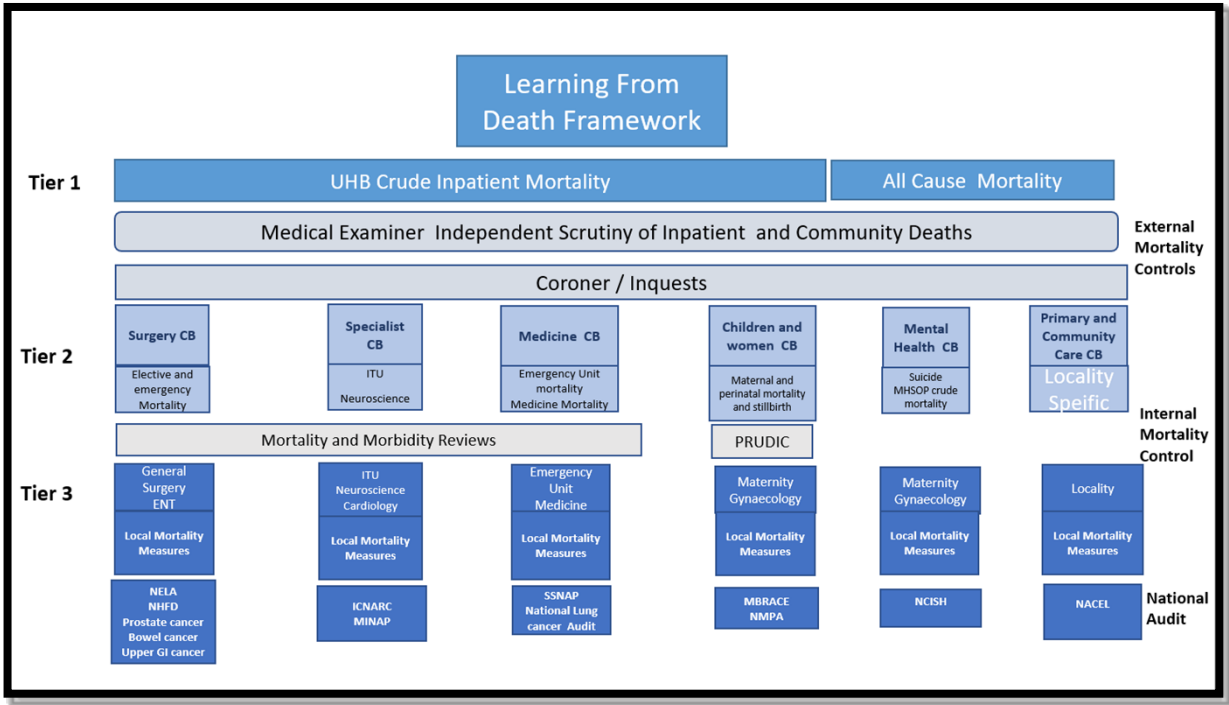 Learning From
Death Framework
Tier 1
UHB Crude Inpatient Mortality
All Cause Mortality
Medical Examiner Independent Scrutiny of Inpatient and Community Deaths
External
Mortality
Controls
Coroner / Inquests
Tier 2
Surgery CB
Elective and
emergency
Mortality
Specialist
CB
ITU
Neuroscience
Medicine CB
Emergency Unit
mortality
Medicine Mortality
Children and
women CB
Maternal and
perinatal mortality
and stillbirth
Mental
Health CB
Suicide
MHSOP crude
mortality
Primary and
Community
Care CB
Locality
Speific
Mortality and Morbidity Reviews
PRUDIC
Internal
Mortality
Control
Tier 3
General
Surgery
ENT
Local Mortality
Measures
ITU
Neuroscience
Cardiology
Local Mortality
Measures
Emergency
Unit
Medicine
Local Mortality
Measures
Maternity
Gynaecology
Local Mortality
Measures
Maternity
Gynaecology
Local Mortality
Measures
Locality
Local Mortality
Measures
NELA
NHFD
Prostate cancer
Bowel cancer
Upper GI cancer
ICNARC
MINAP
SSNAP
National Lung
cancer Audit
MBRACE
NMPA
NCISH
NACEL
National
Audit